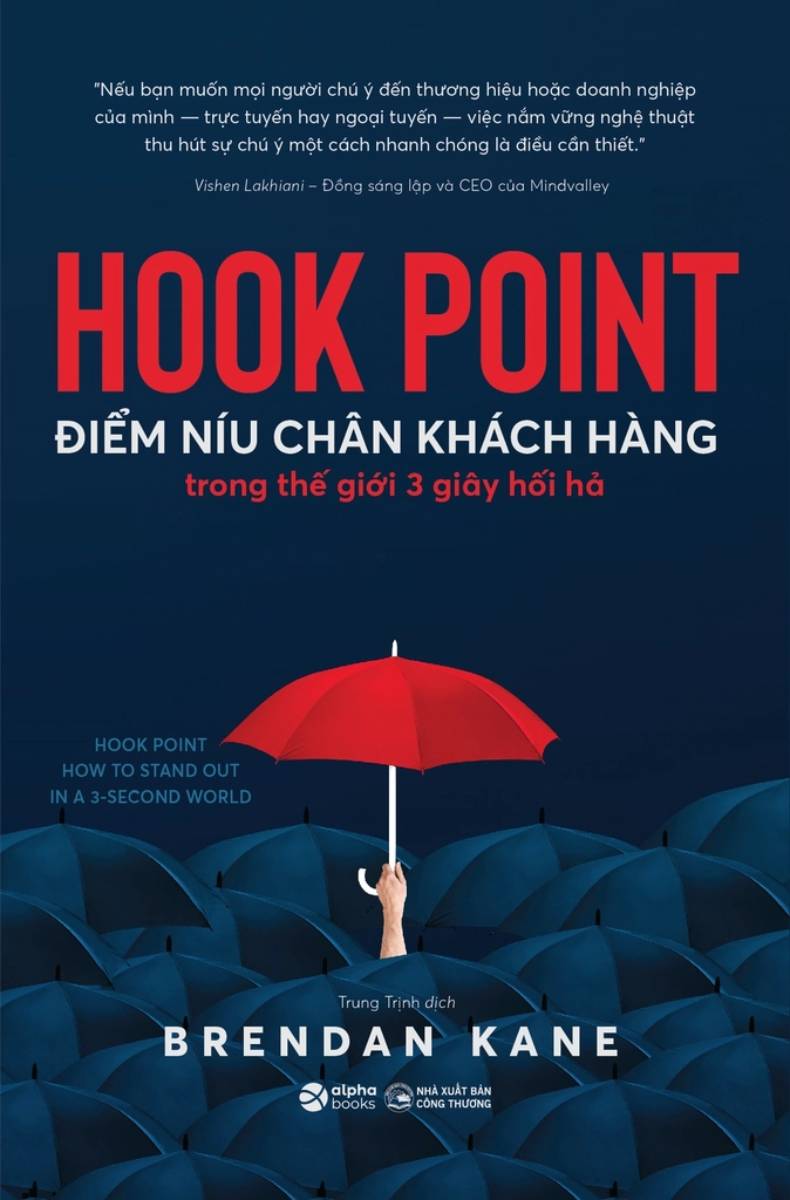 "Nếu bạn muốn mọi người chú ý đến thương hiệu hoặc doanh nghiệp
của mình — trực tuyến hay ngoại tuyến — việc nắm vững nghệ thuật
thu hút sự chú ý một cách nhanh chóng là điều cần thiết."
Vishen Lakhiani – Đồng sáng lập và CEO của Mindvalley
HOOK POINT
ĐIỂM NÍU CHÂN KHÁCH HÀNG
trong thế giới 3 giây hối hả
HOOK POINT
HOW TO STAND OUT
IN A 3-SECOND WORLD
Trung Trịnh dịch
BRENDAN KANE
alpha
books
NHÀ XUẤT BẢN
CÔNG THƯƠNG